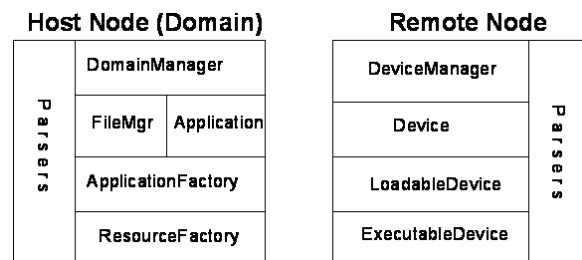 Host Node (Domain)
Parsers
DomainManager
FileMgr
Application
ApplicationFactory
ResourceFactory
Remote Node
DeviceManager
Device
LoadableDevice
ExecutableDevice
Parsers